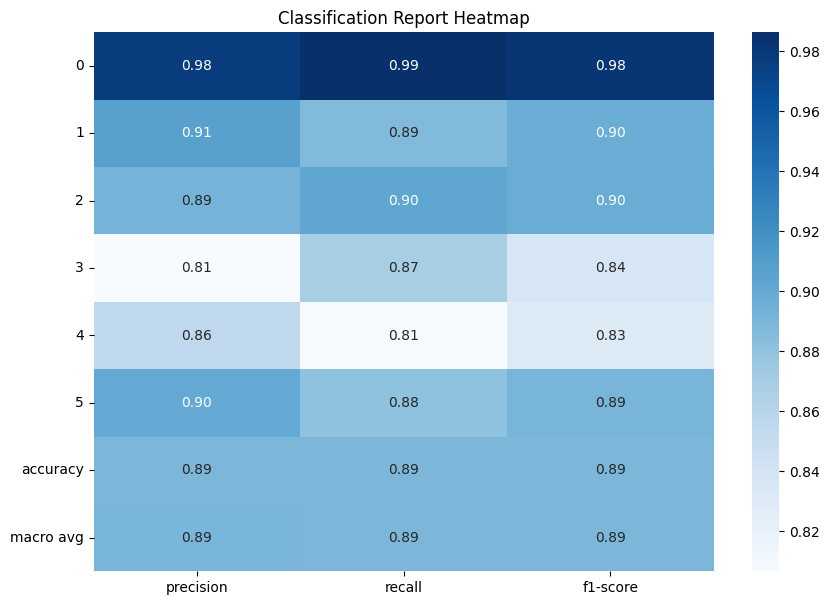 Classification Report Heatmap
0 0.98 0.99 0.98
1 0.91 0.89 0.90
2 0.89 0.90 0.90
3 0.81 0.87 0.84
4 0.86 0.81 0.83
5 0.90 0.88 0.89
accuracy 0.89 0.89 0.89
macro avg 0.89 0.89 0.89
precision recall f1-score
0.98
0.96
0.94
0.92
0.90
0.88
0.86
0.84
0.82